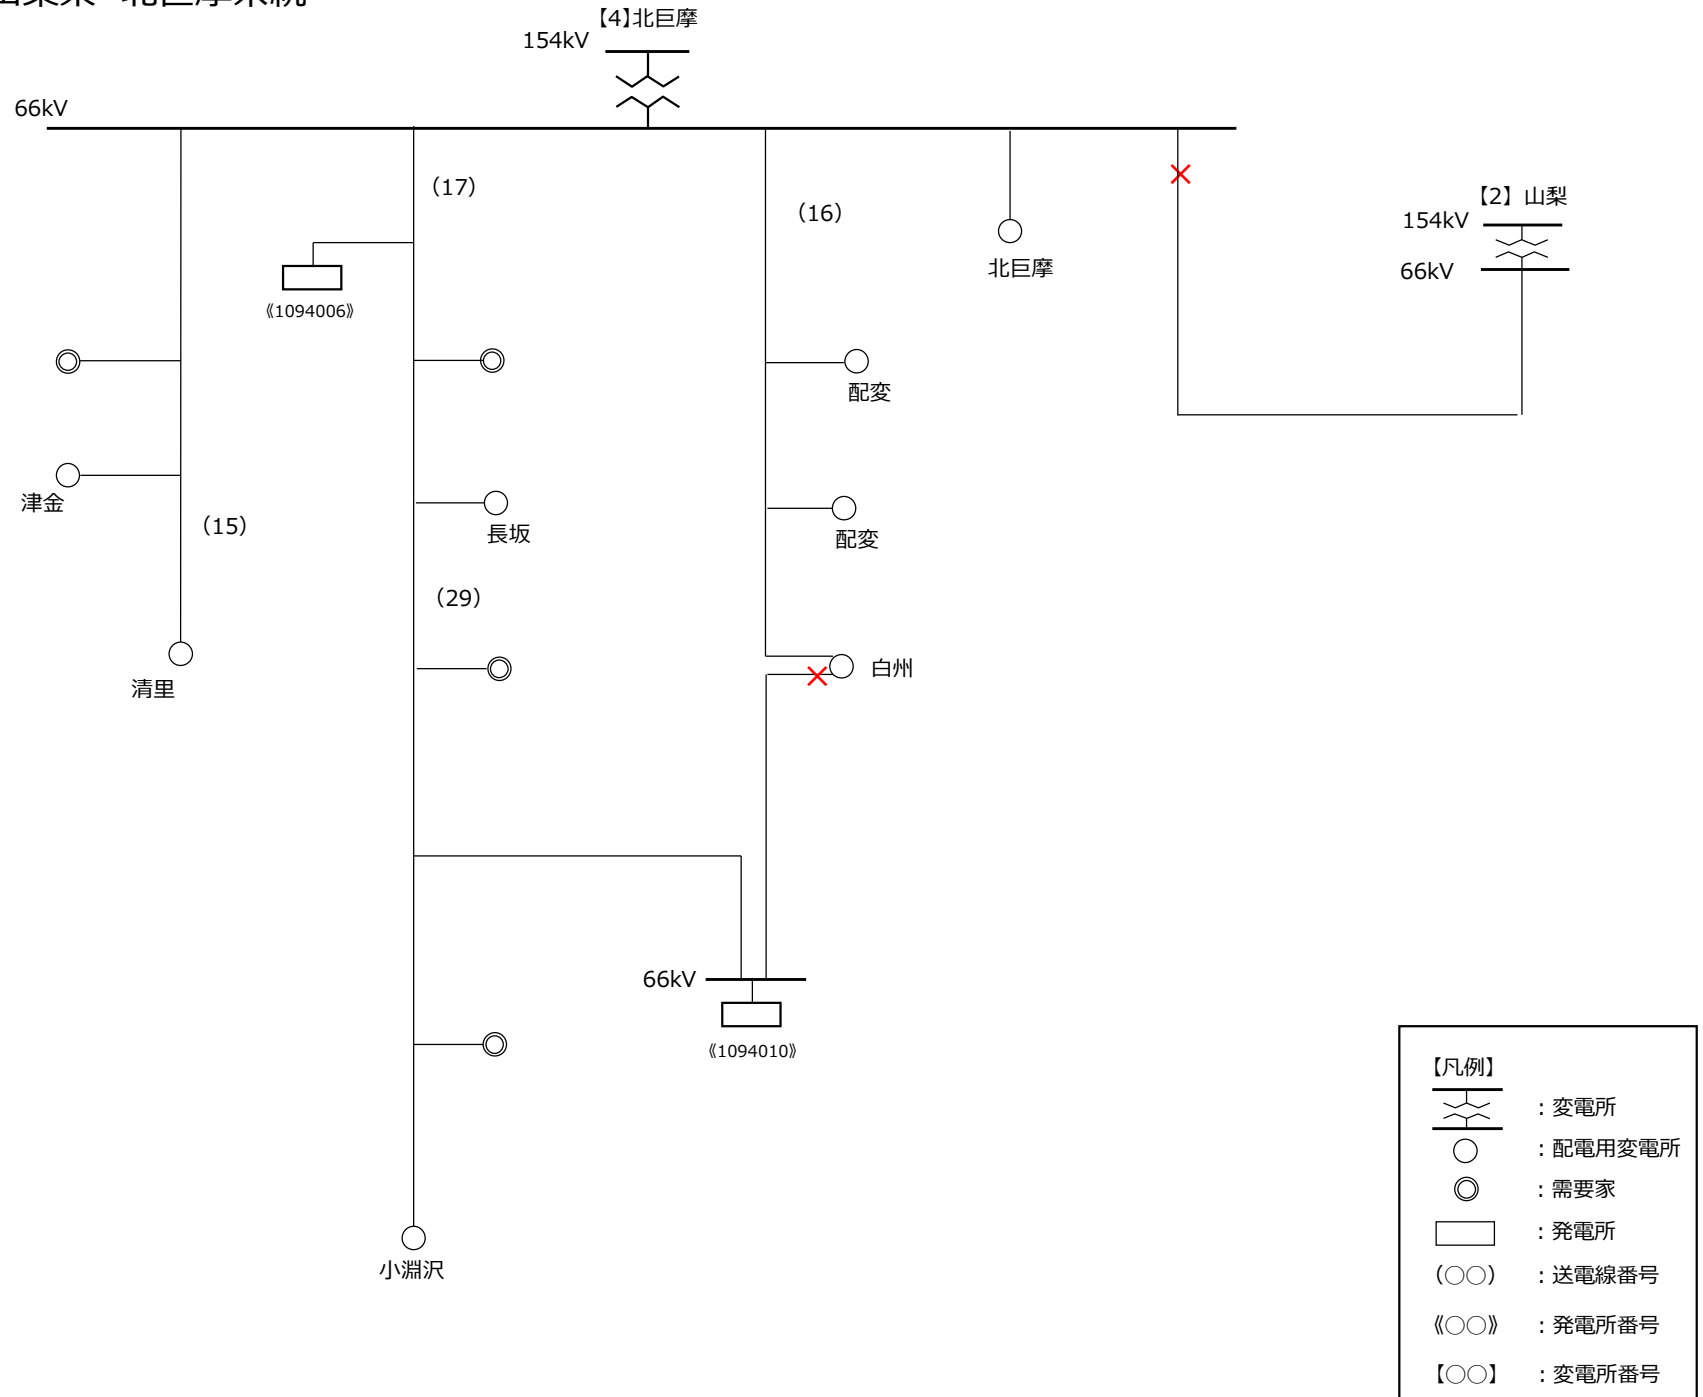 【4】北巨摩
154kV
66kV
(17)
(16)
【2】 山梨
154kV
66kV
北巨摩
《1094006》
配変
津金
(15)
長坂
配変
(29)
清里
白州
66kV
《1094010》
小淵沢
【凡例】
：変電所
：配電用変電所
：需要家
：発電所
(○○) ：送電線番号
《○○》 ：発電所番号
【○○】 ：変電所番号